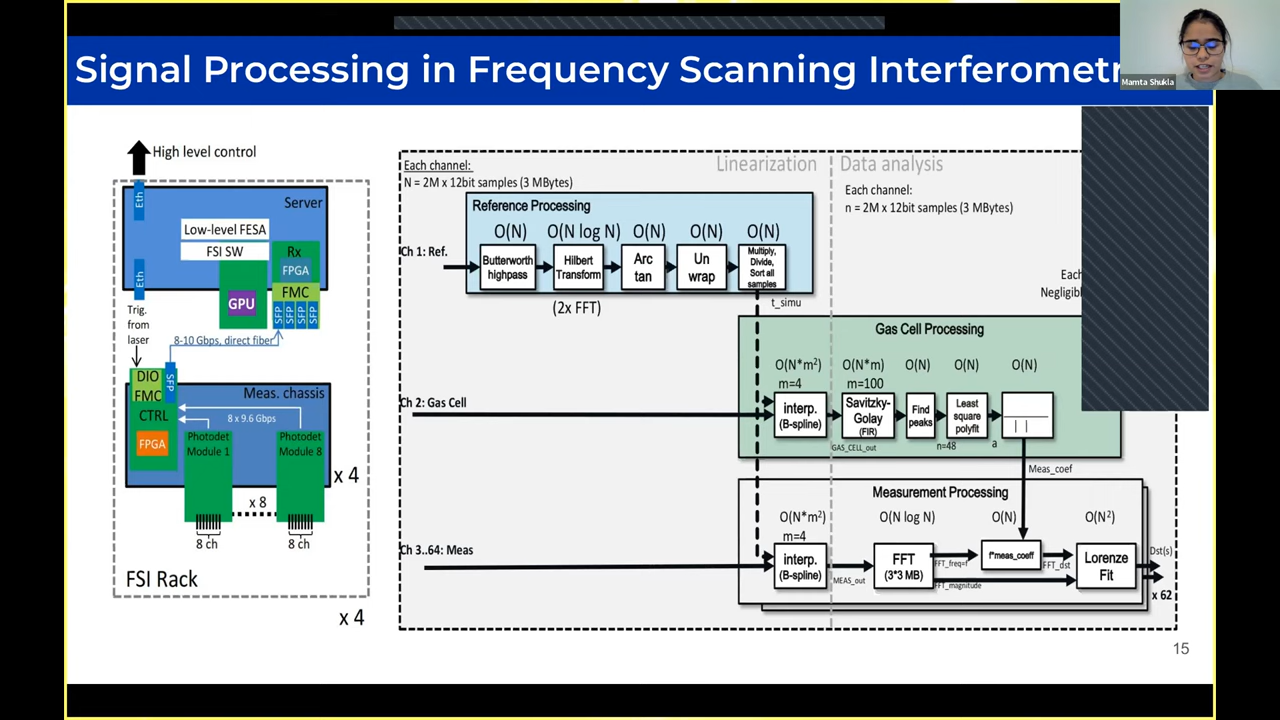 Signal Processing in Frequency Scanning Interferometr
Mamta Shukla
High level control
Eth
Server
Low-level FESA
FSI SW
Rx
FPGA
GPU
FMC
SFP
SFP
SFP
SFP
Eth
Trig.
from
laser
8-10 Gbps, direct fiber
DIO
FMC
SFP
CTRL
FPGA
Meas. chassis
8 x 9.6 Gbps
Photodet
Module 1
Photodet
Module 8
x 4
x 8
8 ch
8 ch
FSI Rack
x 4
Each channel:
N = 2M x 12bit samples (3 MBytes)
Linearization
Data analysis
Each channel:
n = 2M x 12bit samples (3 MBytes)
Each
Negligib
Reference Processing
O(N)
O(N log N)
O(N)
O(N)
O(N)
Ch 1: Ref.
Butterworth
highpass
Hilbert
Transform
Arc
tan
Un
wrap
Multiply,
Divide,
Sort all
samples
(2x FFT)
t_simu
Gas Cell Processing
O(N*m²)
m=4
O(N*m)
m=100
O(N)
O(N)
O(N)
Ch 2: Gas Cell
interp.
(B-spline)
Savitzky-
Golay
(FIR)
Find
peaks
Least
square
polyfit
GAS_CELL_out
n=48
a
Meas_coef
Measurement Processing
O(N*m²)
m=4
O(N log N)
O(N)
O(N²)
Ch 3..64: Meas
interp.
(B-spline)
MEAS_out
FFT
(3*3 MB)
FFT_freq=f
FFT_magnitude
f*meas_coeff
FFT_dst
Lorenze
Fit
Dst(s)
x 62
15